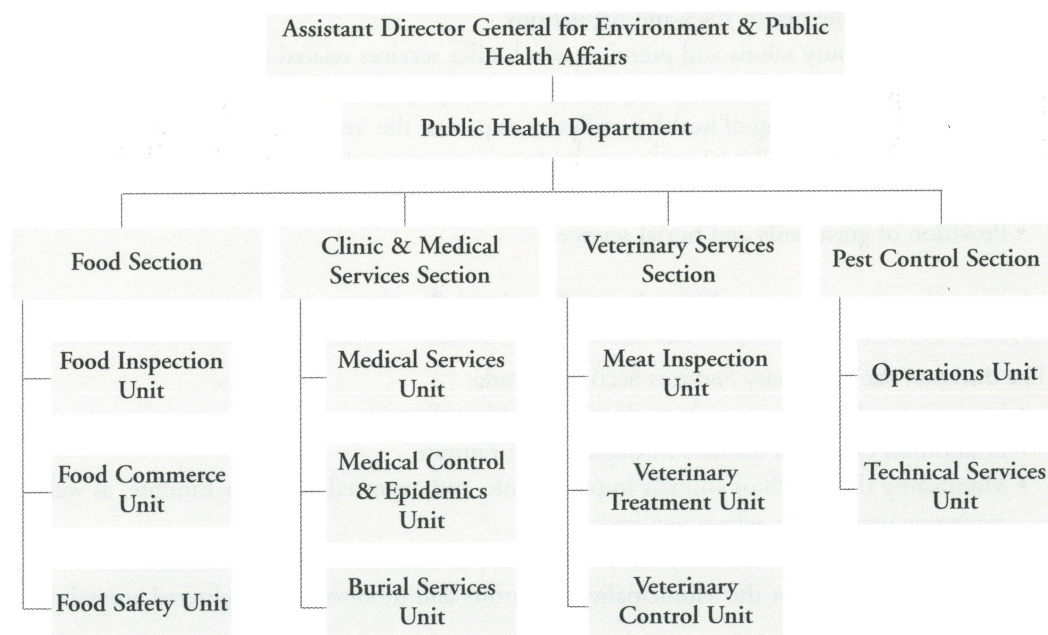 Assistant Director General for Environment & Public
Health Affairs
Public Health Department
Food Section
Clinic & Medical
Services Section
Veterinary Services
Section
Pest Control Section
Food Inspection
Unit
Medical Services
Unit
Meat Inspection
Unit
Operations Unit
Food Commerce
Unit
Medical Control
& Epidemics
Unit
Veterinary
Treatment Unit
Technical Services
Unit
Food Safety Unit
Burial Services
Unit
Veterinary
Control Unit